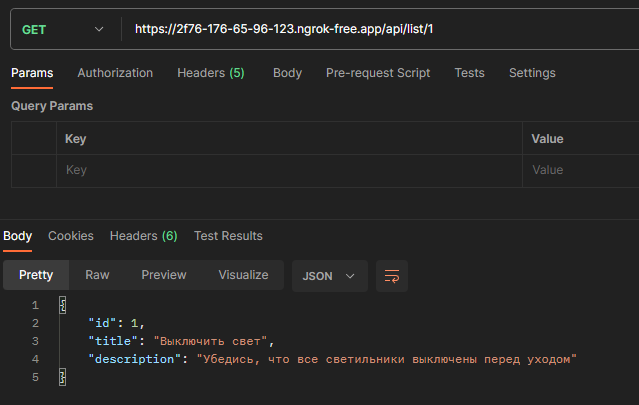 GET https://2f76-176-65-96-123.ngrok-free.app/api/list/1
Params Authorization Headers (5) Body Pre-request Script Tests Settings
Query Params
Key Value
Key Value
Body Cookies Headers (6) Test Results
Pretty Raw Preview Visualize JSON
1 {
2 "id": 1,
3 "title": "Выключить свет",
4 "description": "Убедись, что все светильники выключены перед уходом"
5 }